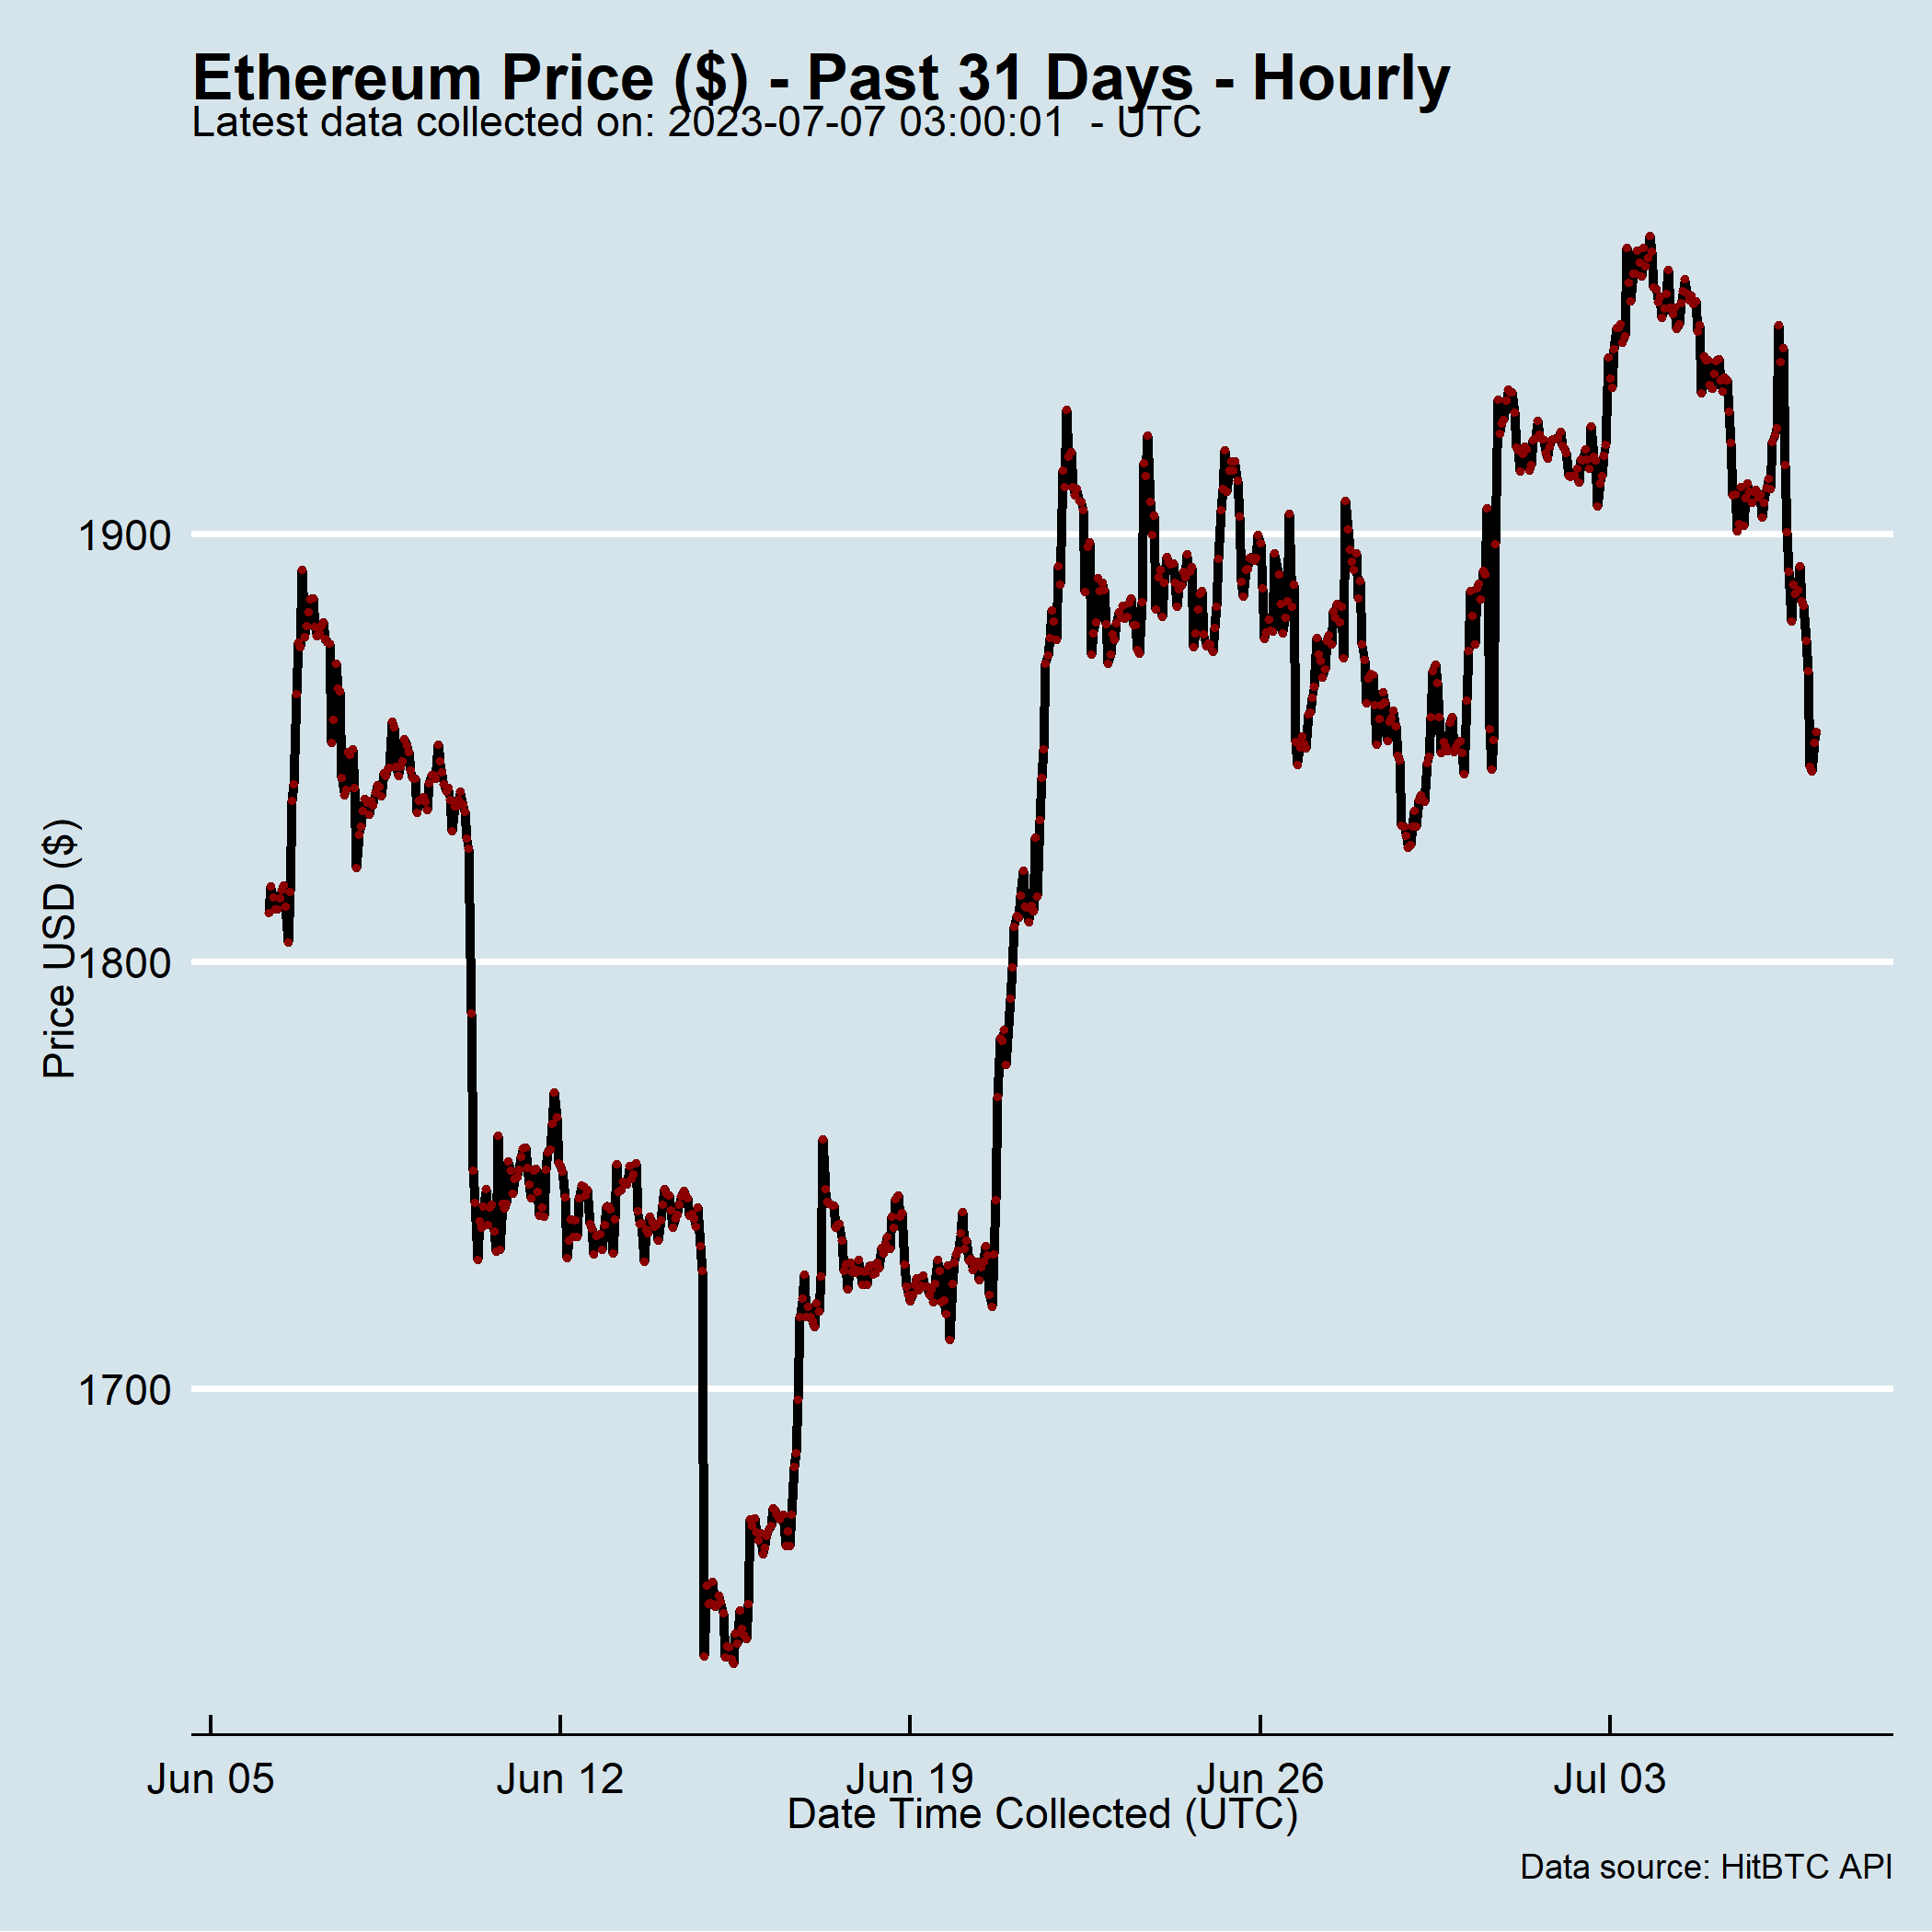 Ethereum Price ($) - Past 31 Days - Hourly
Latest data collected on: 2023-07-07 03:00:01  - UTC
Price USD ($)
1900
1800
1700
Jun 05
Jun 12
Jun 19
Jun 26
Jul 03
Date Time Collected (UTC)
Data source: HitBTC API